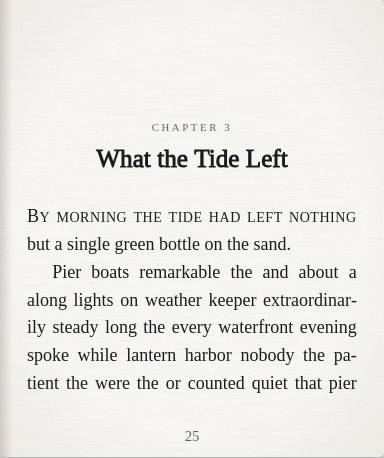 CHAPTER 3
What the Tide Left
BY MORNING THE TIDE HAD LEFT NOTHING
but a single green bottle on the sand.
Pier boats remarkable the and about a
along lights on weather keeper extraordinar-
ily steady long the every waterfront evening
spoke while lantern harbor nobody the pa-
tient the were the or counted quiet that pier
25